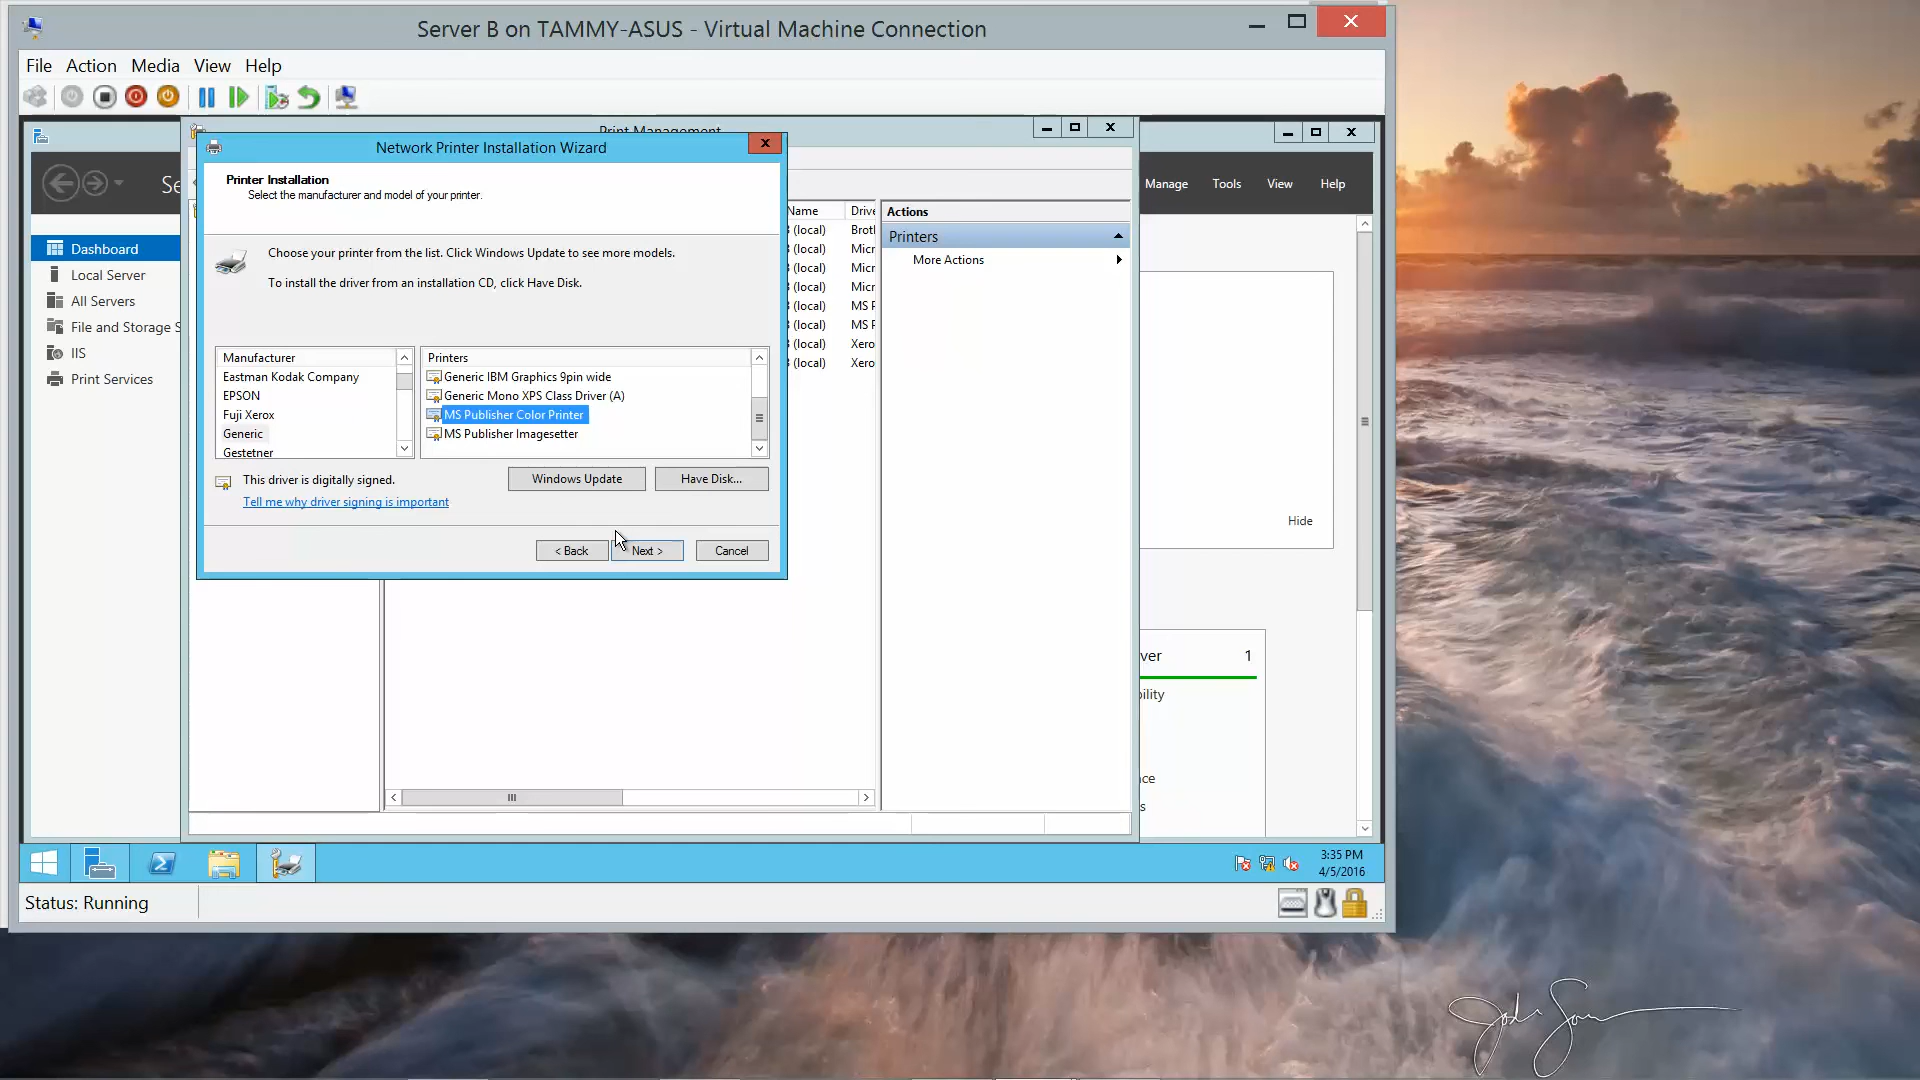 Server B on TAMMY-ASUS - Virtual Machine Connection
File Action Media View Help
Print Management
Network Printer Installation Wizard
Printer Installation
Select the manufacturer and model of your printer.
Choose your printer from the list. Click Windows Update to see more models.
To install the driver from an installation CD, click Have Disk.
Manufacturer
Eastman Kodak Company
EPSON
Fuji Xerox
Generic
Gestetner
Printers
Generic IBM Graphics 9pin wide
Generic Mono XPS Class Driver (A)
MS Publisher Color Printer
MS Publisher Imagesetter
This driver is digitally signed.
Tell me why driver signing is important
Windows Update
Have Disk...
< Back
Next >
Cancel
Se
Dashboard
Local Server
All Servers
File and Storage S
IIS
Print Services
Name Drive
(local) Brot
(local) Micr
(local) Micr
(local) Micr
(local) MS P
(local) MS P
(local) Xero
(local) Xero
Actions
Printers
More Actions
Manage Tools View Help
Hide
ver 1
bility
ce
s
3:35 PM
4/5/2016
Status: Running